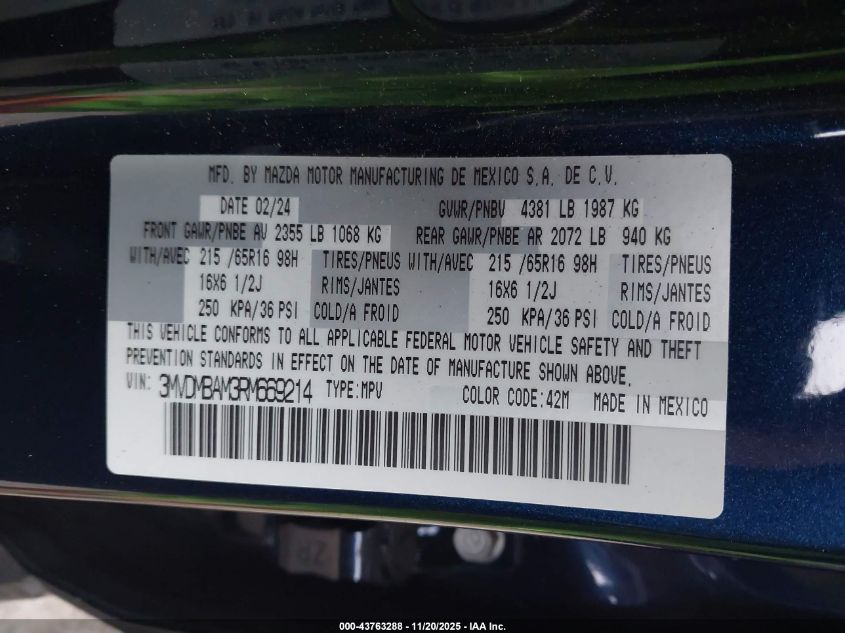 MFD. BY MAZDA MOTOR MANUFACTURING DE MEXICO S.A. DE C.V.
DATE 02/24 GVWR/PNBV 4381 LB 1987 KG
FRONT GAWR/PNBE AV 2355 LB 1068 KG REAR GAWR/PNBE AR 2072 LB 940 KG
WITH/AVEC 215 /65R16 98H TIRES/PNEUS WITH/AVEC 215 /65R16 98H TIRES/PNEUS
16X6 1/2J RIMS/JANTES 16X6 1/2J RIMS/JANTES
250 KPA/36 PSI COLD/A FROID 250 KPA/36 PSI COLD/A FROID
THIS VEHICLE CONFORMS TO ALL APPLICABLE FEDERAL MOTOR VEHICLE SAFETY AND THEFT
PREVENTION STANDARDS IN EFFECT ON THE DATE OF MANUFACTURE SHOWN ABOVE.
VIN: 3MVDMBAM3RM669214 TYPE:MPV COLOR CODE:42M MADE IN MEXICO
ZP
000-43763288 - 11/20/2025 - IAA Inc.